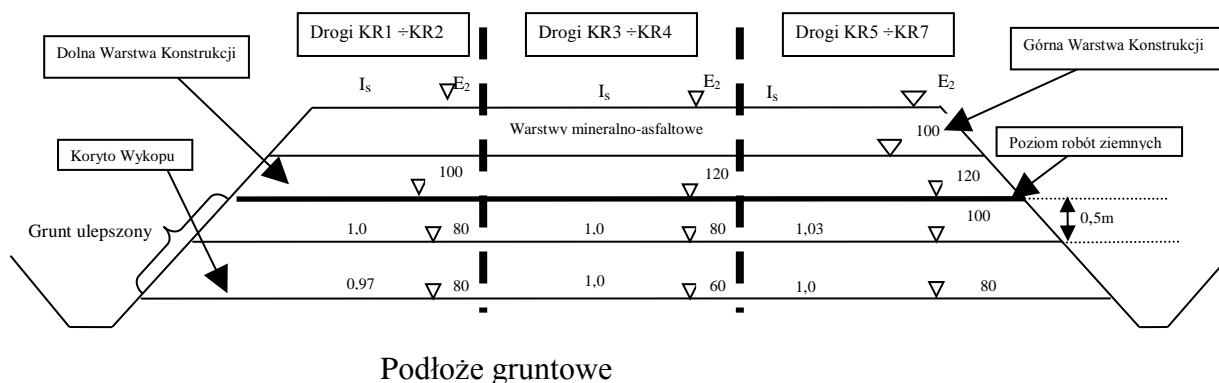 Drogi KR1 ÷KR2
Drogi KR3 ÷KR4
Drogi KR5 ÷KR7
Dolna Warstwa Konstrukcji
Górna Warstwa Konstrukcji
Is E2
Is E2
Is E2
Warstwy mineralno-asfaltowe
100
Koryto Wykopu
Poziom robót ziemnych
100
120
120
Grunt ulepszony
1,0 80
1,0 80
1,03
100
0,5m
0,97 80
1,0 60
1,0 80
Podłoże gruntowe